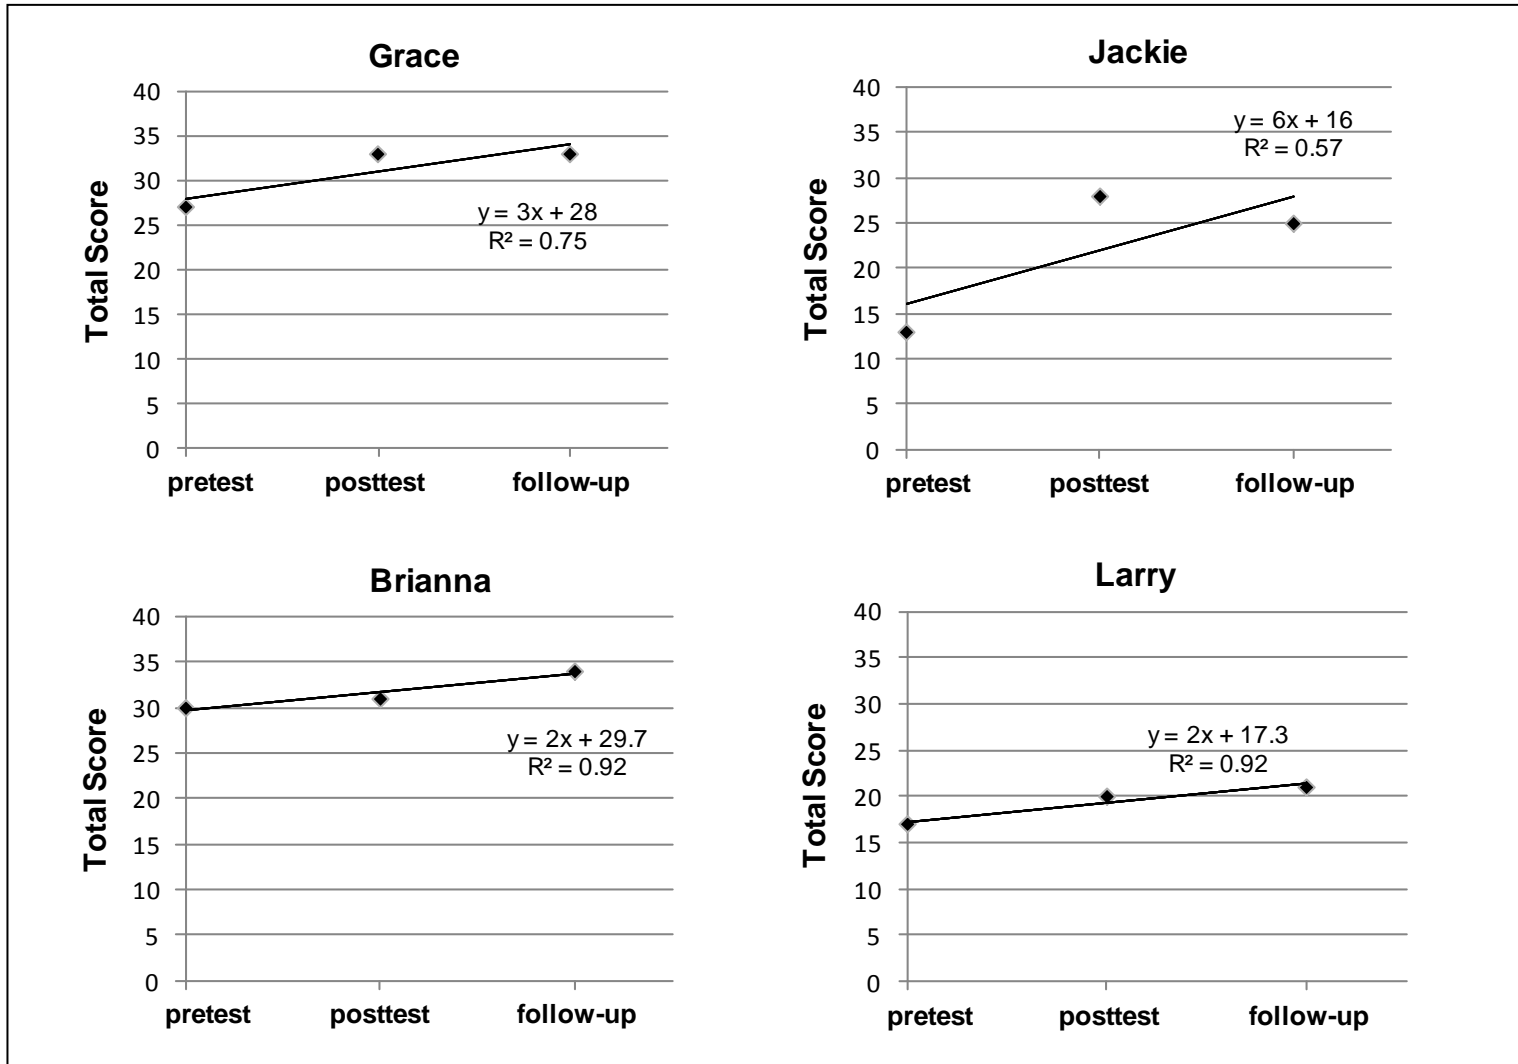 Grace
40
35
30
25
20
15
10
5
0
Total Score
y = 3x + 28
R² = 0.75
pretest posttest follow-up
Jackie
40
35
30
25
20
15
10
5
0
Total Score
y = 6x + 16
R² = 0.57
pretest posttest follow-up
Brianna
40
35
30
25
20
15
10
5
0
Total Score
y = 2x + 29.7
R² = 0.92
pretest posttest follow-up
Larry
40
35
30
25
20
15
10
5
0
Total Score
y = 2x + 17.3
R² = 0.92
pretest posttest follow-up